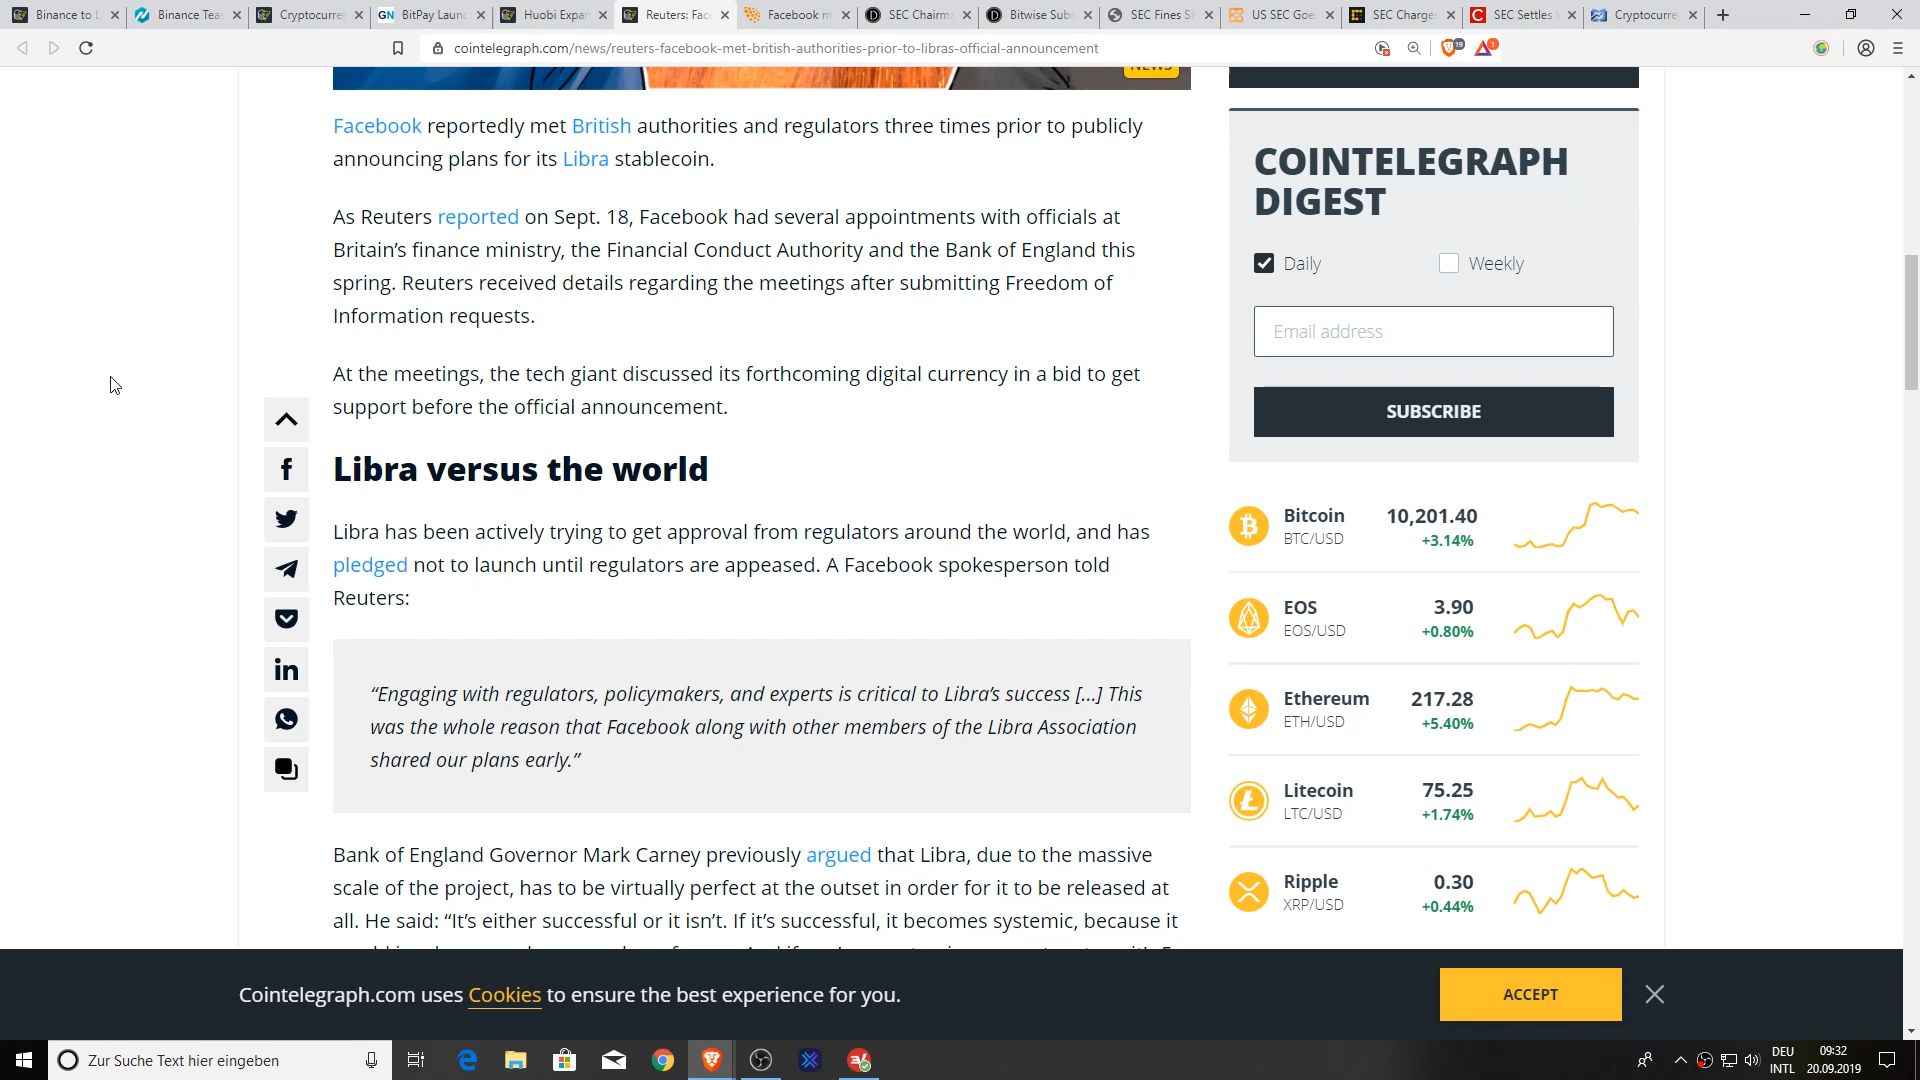 Binance to L
Binance Tea
Cryptocurre
BitPay Laun
Huobi Expa
Reuters: Fac
Facebook m
SEC Chairm
Bitwise Sub
SEC Fines Si
US SEC Goe
SEC Charge
SEC Settles
Cryptocurre
cointelegraph.com/news/reuters-facebook-met-british-authorities-prior-to-libras-official-announcement
19
1
NEWS
Facebook reportedly met British authorities and regulators three times prior to publicly
announcing plans for its Libra stablecoin.
As Reuters reported on Sept. 18, Facebook had several appointments with officials at
Britain’s finance ministry, the Financial Conduct Authority and the Bank of England this
spring. Reuters received details regarding the meetings after submitting Freedom of
Information requests.
At the meetings, the tech giant discussed its forthcoming digital currency in a bid to get
support before the official announcement.
Libra versus the world
Libra has been actively trying to get approval from regulators around the world, and has
pledged not to launch until regulators are appeased. A Facebook spokesperson told
Reuters:
“Engaging with regulators, policymakers, and experts is critical to Libra’s success [...] This
was the whole reason that Facebook along with other members of the Libra Association
shared our plans early.”
Bank of England Governor Mark Carney previously argued that Libra, due to the massive
scale of the project, has to be virtually perfect at the outset in order for it to be released at
all. He said: “It’s either successful or it isn’t. If it’s successful, it becomes systemic, because it
COINTELEGRAPH
DIGEST
Daily
Weekly
Email address
SUBSCRIBE
Bitcoin 10,201.40
BTC/USD +3.14%
EOS 3.90
EOS/USD +0.80%
Ethereum 217.28
ETH/USD +5.40%
Litecoin 75.25
LTC/USD +1.74%
Ripple 0.30
XRP/USD +0.44%
Cointelegraph.com uses Cookies to ensure the best experience for you.
ACCEPT
Zur Suche Text hier eingeben
DEU
INTL
09:32
20.09.2019